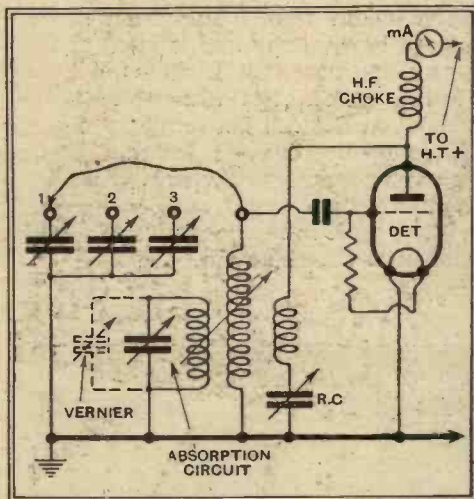 mA
H.F.
CHOKE
TO
H.T +
1 2 3
DET
VERNIER
R.C
ABSORPTION
CIRCUIT